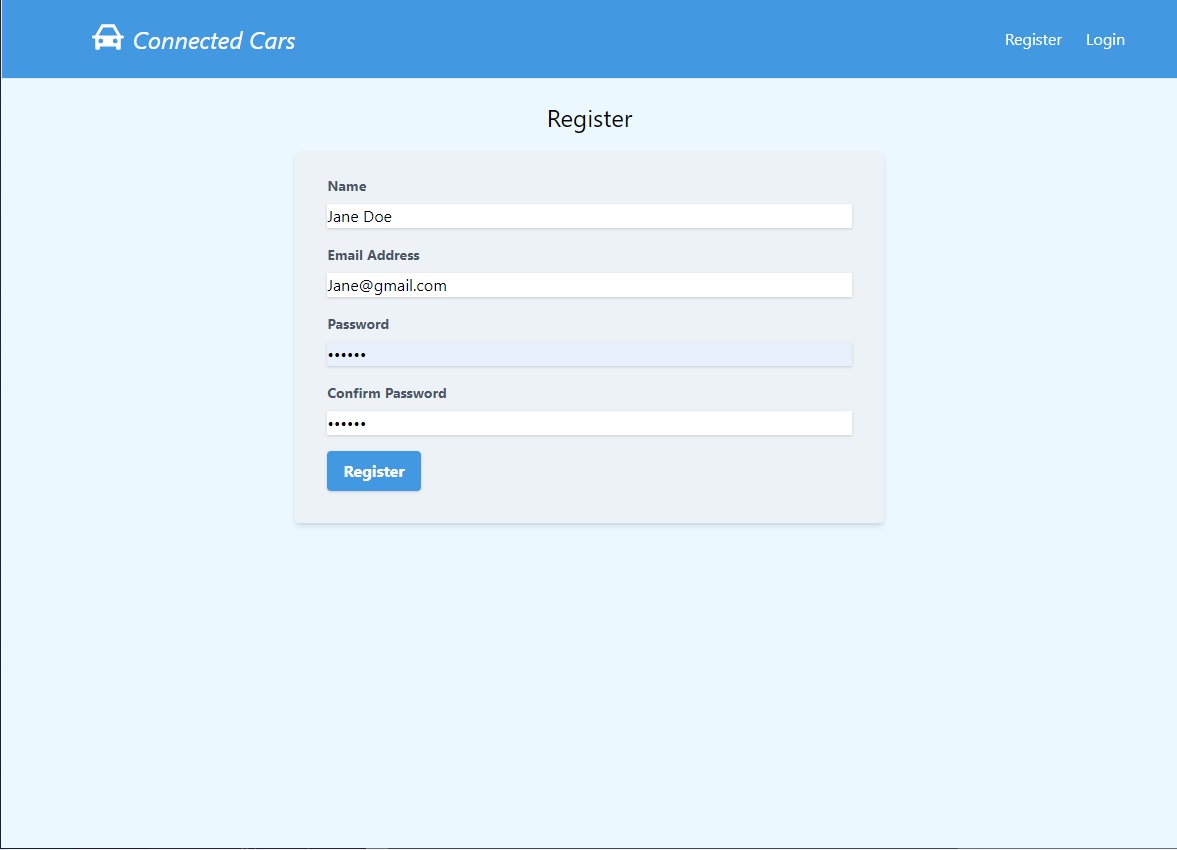 Connected Cars
Register
Login
Register
Name
Jane Doe
Email Address
Jane@gmail.com
Password
••••••
Confirm Password
••••••
Register